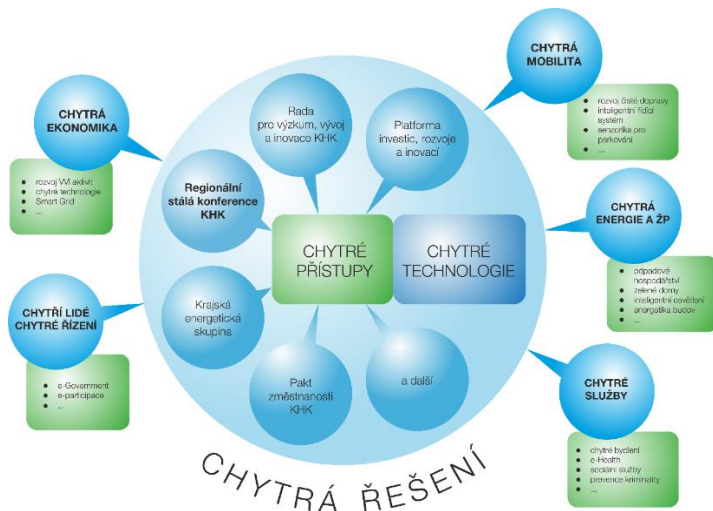 CHYTRÁ
MOBILITA
rozvoj čisté dopravy
inteligentní řídící
systém
senzorika pro
parkování
...
CHYTRÁ
EKONOMIKA
rozvoj VVI aktivit
chytré technologie
Smart Grid
...
Rada
pro výzkum, vývoj
a inovace KHK
Platforma
investic, rozvoje
a inovací
Regionální
stálá konference
KHK
CHYTRÉ
PŘÍSTUPY
CHYTRÉ
TECHNOLOGIE
CHYTRÁ
ENERGIE A ŽP
odpadové
hospodářství
zelené domy
inteligentní osvětlení
energetika budov
...
CHYTŘÍ LIDÉ
CHYTRÉ ŘÍZENÍ
e-Government
e-participace
....
Krajská
energetická
skupina
Pakt
změstnanosti
KHK
a další
CHYTRÉ
SLUŽBY
chytré bydlení
e-Health
sociální služby
prevence kriminality
....
CHYTRÁ ŘEŠENÍ